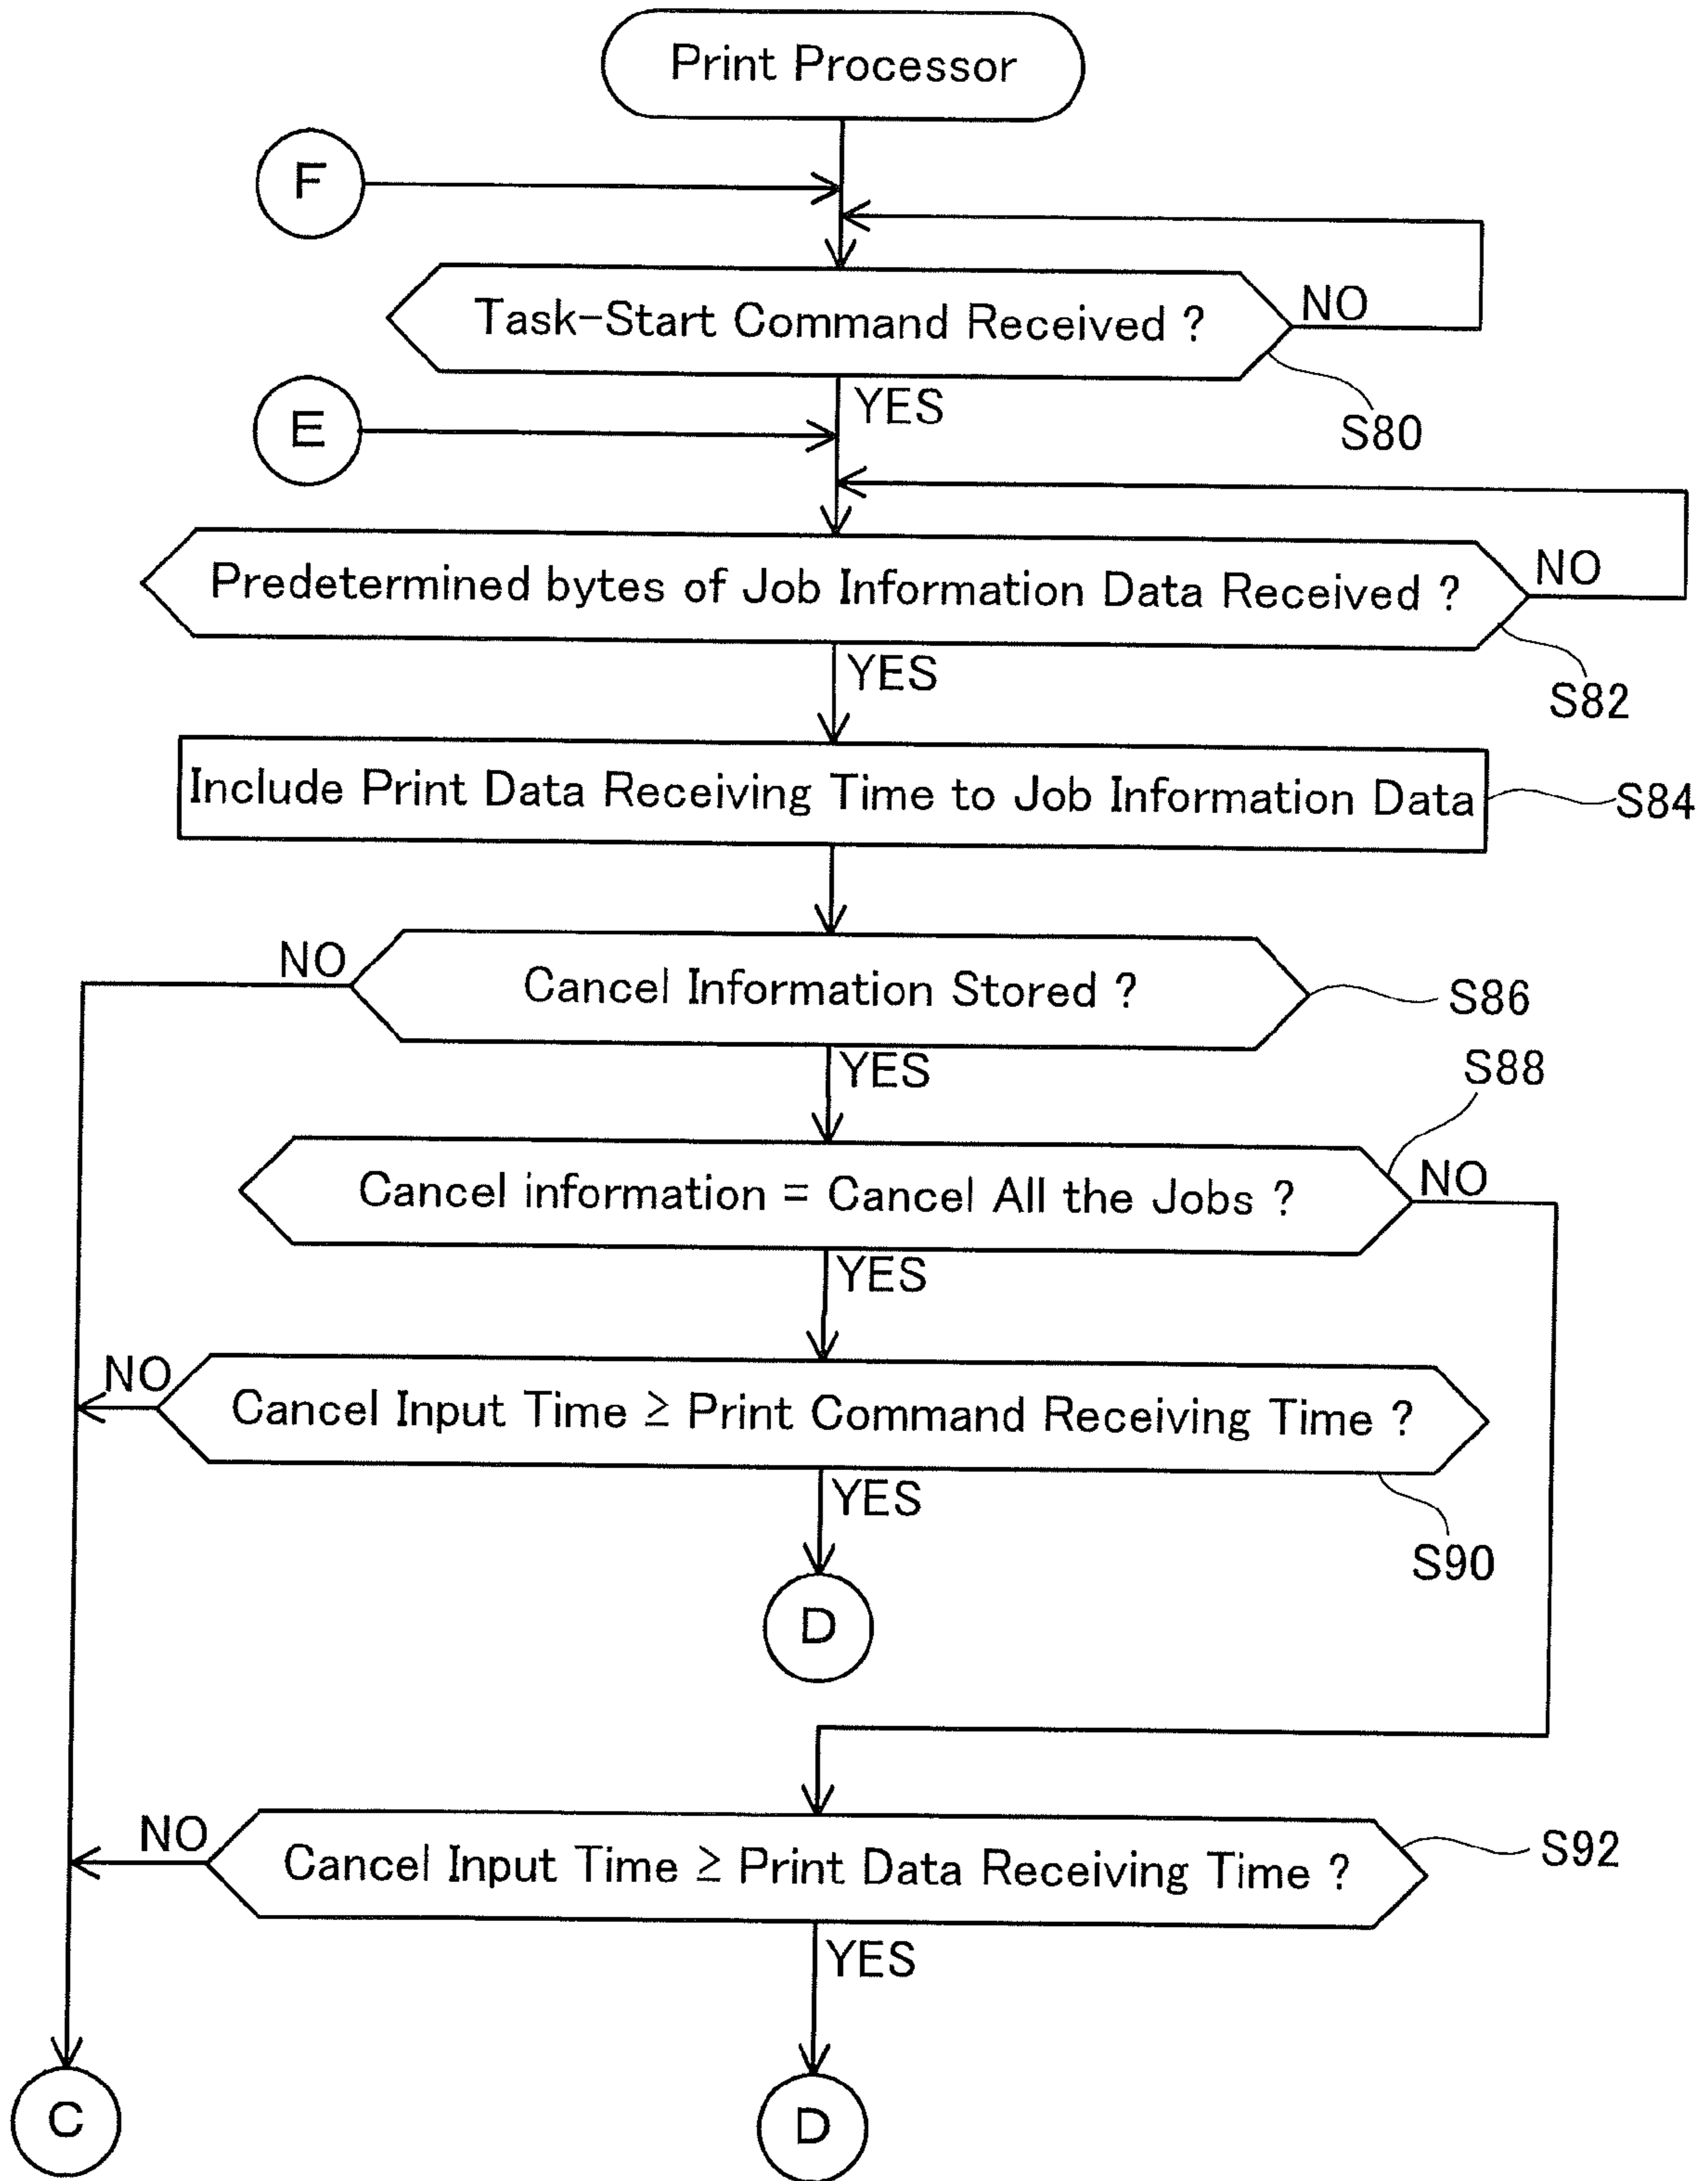 Print Processor
F
Task-Start Command Received ?
NO
YES
S80
E
Predetermined bytes of Job Information Data Received ?
NO
YES
S82
Include Print Data Receiving Time to Job Information Data
S84
NO
Cancel Information Stored ?
S86
YES
S88
Cancel information = Cancel All the Jobs ?
NO
YES
NO
Cancel Input Time ≥ Print Command Receiving Time ?
YES
S90
D
NO
Cancel Input Time ≥ Print Data Receiving Time ?
S92
YES
C
D